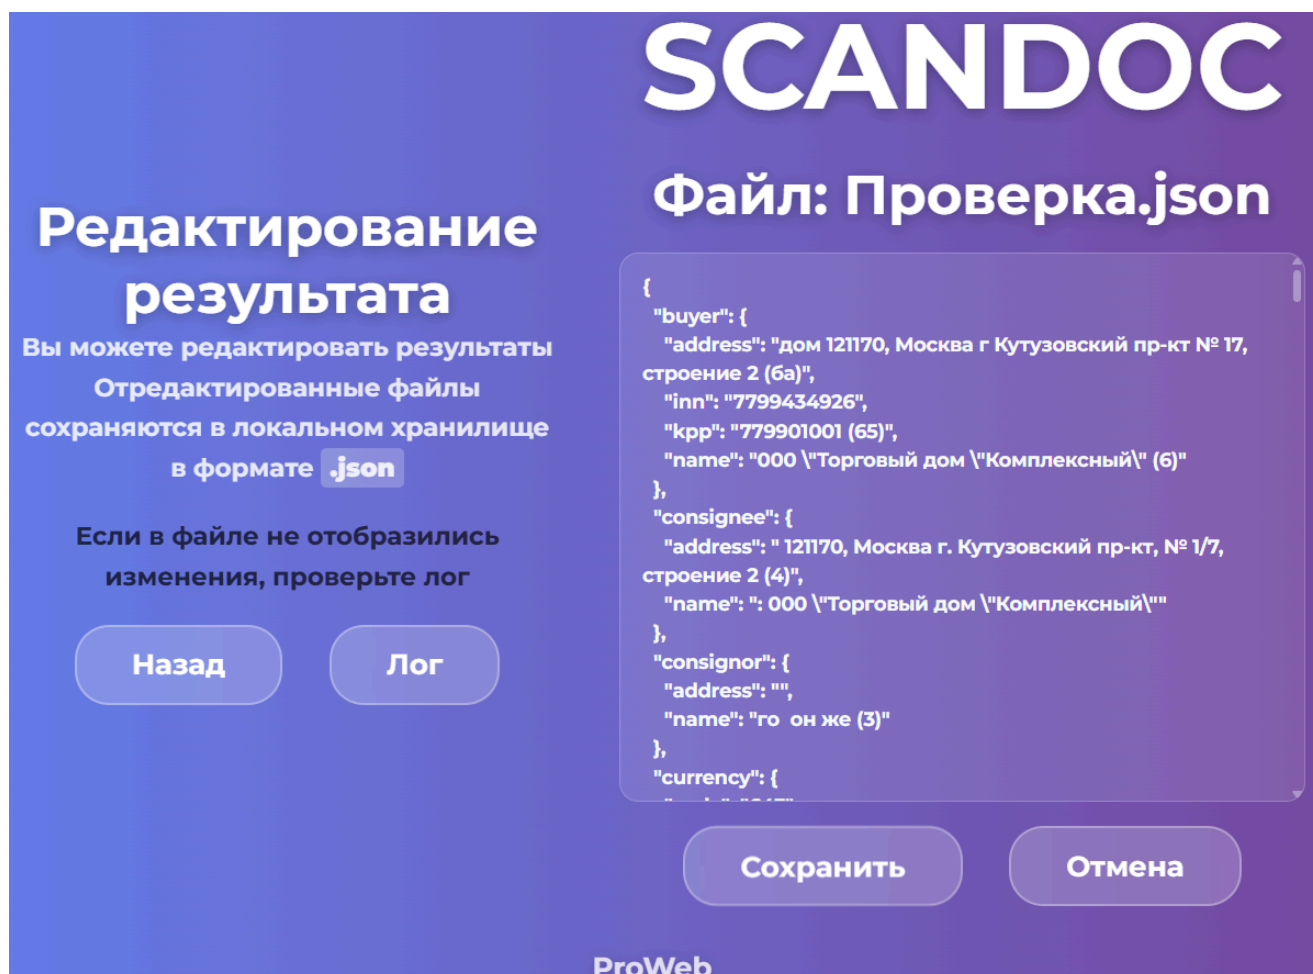 SCANDOC
Редактирование
результата
Вы можете редактировать результаты
Отредактированные файлы
сохраняются в локальном хранилище
в формате .json
Если в файле не отобразились
изменения, проверьте лог
Назад
Лог
Файл: Проверка.json
{
"buyer": {
"address": "дом 121170, Москва г Кутузовский пр-кт № 17,
строение 2 (6а)",
"inn": "7799434926",
"kpp": "779901001 (65)",
"name": "000 \"Торговый дом \"Комплексный\" (6)"
},
"consignee": {
"address": " 121170, Москва г. Кутузовский пр-кт, № 1/7,
строение 2 (4)",
"name": ": 000 \"Торговый дом \"Комплексный\""
},
"consignor": {
"address": "",
"name": "го  он же (3)"
},
"currency": {
Сохранить
Отмена
ProWeb